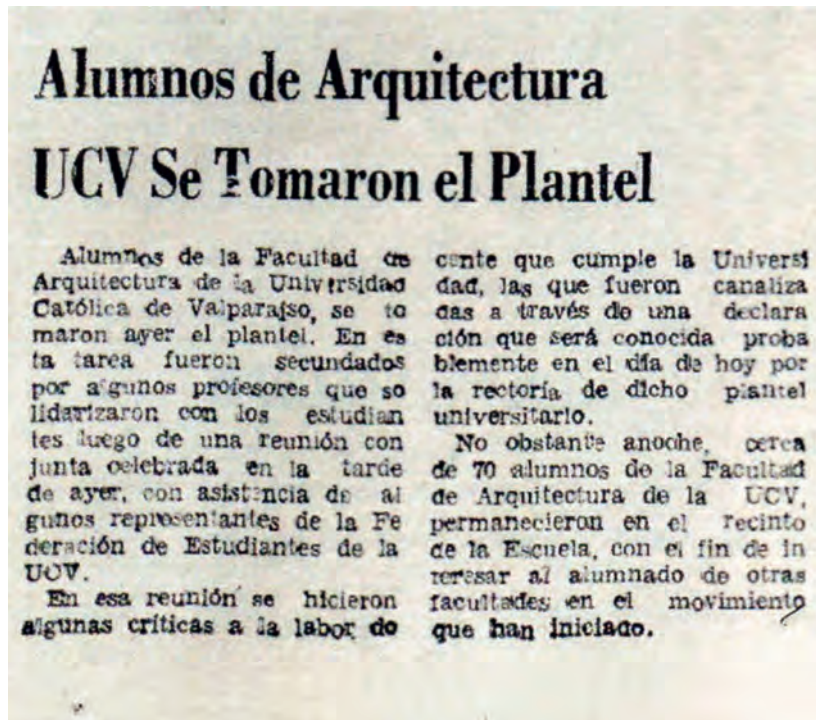 Alumnos de Arquitectura
UCV Se Tomaron el Plantel
Alumnos de la Facultad de
Arquitectura de la Universidad
Católica de Valparaíso, se to
maron ayer el plantel. En es
ta tarea fueron secundados
por algunos profesores que so
lidarizaron con los estudian
tes luego de una reunión con
junta celebrada en la tarde
de ayer, con asistencia de al
gunos representantes de la Fe
deración de Estudiantes de la
UCV.
En esa reunión se hicieron
algunas críticas a la labor do
cente que cumple la Universi
dad, las que fueron canaliza
das a través de una declara
ción que será conocida proba
blemente en el día de hoy por
la rectoría de dicho plantel
universitario.
No obstante anoche, cerca
de 70 alumnos de la Facultad
de Arquitectura de la UCV,
permanecieron en el recinto
de la Escuela, con el fin de in
teresar al alumnado de otras
facultades en el movimiento
que han iniciado.